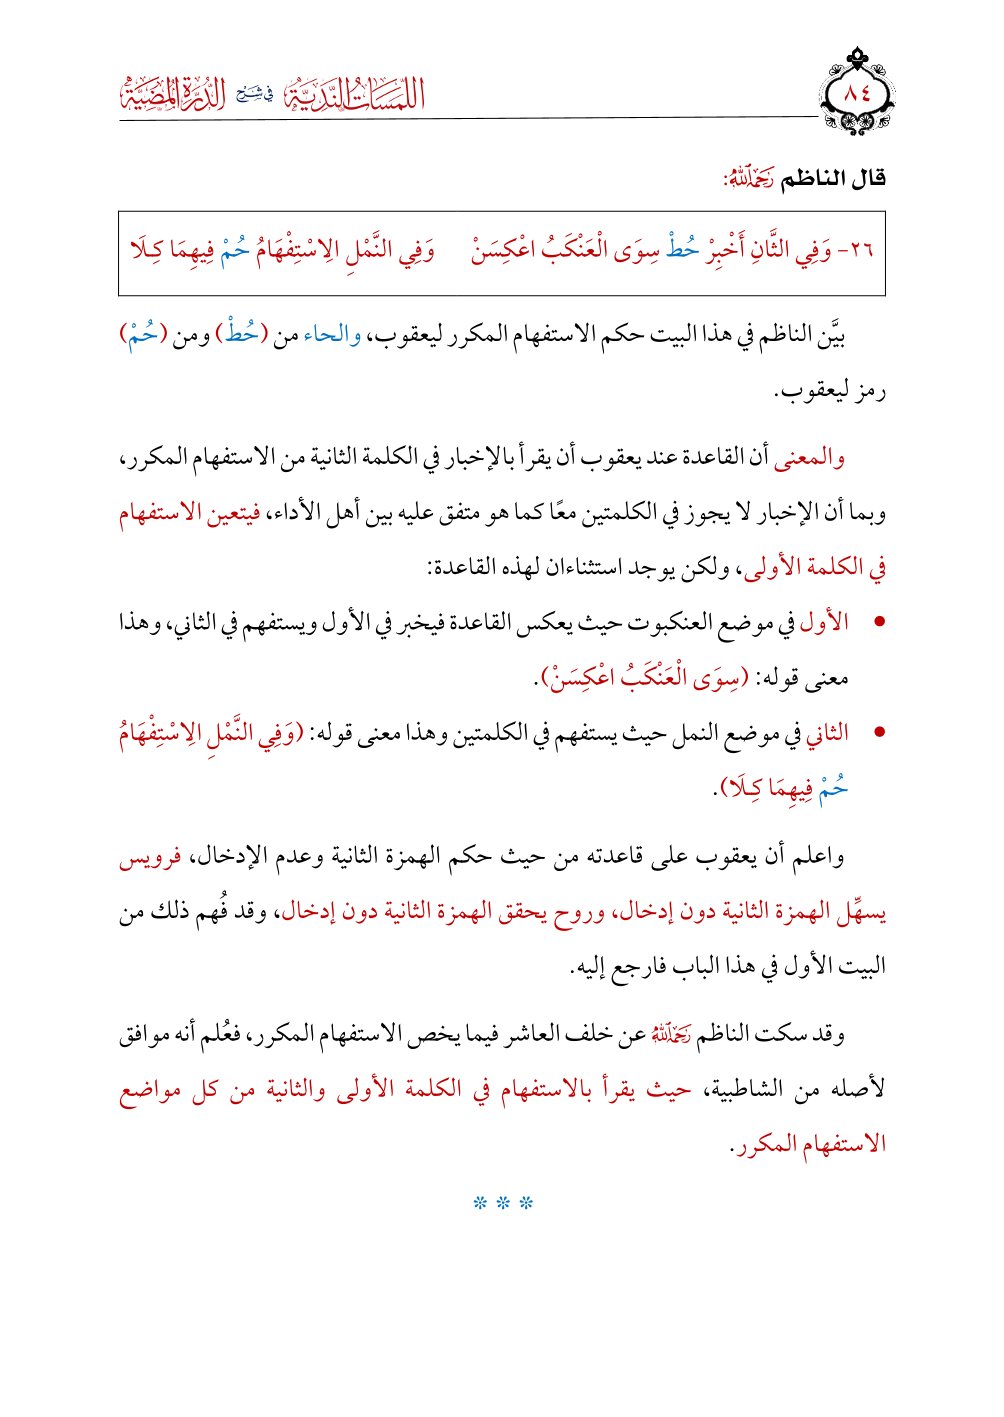 ٨٤
اللمسات الندية في شرح الدرة المضية
قال الناظم رحمه الله:
٢٦- وَفِي الثَّانِ أَخْبِرْ حُطْ سِوَى الْعَنْكَبُ اعْكِسَنْ وَفِي النَّمْلِ الِاسْتِفْهَامُ حُمْ فِيهِمَا كِـلَا
بيَّن الناظم في هذا البيت حكم الاستفهام المكرر ليعقوب، والحاء من (حُطْ) ومن (حُمْ)
رمز ليعقوب.
والمعنى أن القاعدة عند يعقوب أن يقرأ بالإخبار في الكلمة الثانية من الاستفهام المكرر،
وبما أن الإخبار لا يجوز في الكلمتين معًا كما هو متفق عليه بين أهل الأداء، فيتعين الاستفهام
في الكلمة الأولى، ولكن يوجد استثناءان لهذه القاعدة:
• الأول في موضع العنكبوت حيث يعكس القاعدة فيخبر في الأول ويستفهم في الثاني، وهذا
معنى قوله: (سِوَى الْعَنْكَبُ اعْكِسَنْ).
• الثاني في موضع النمل حيث يستفهم في الكلمتين وهذا معنى قوله: (وَفِي النَّمْلِ الِاسْتِفْهَامُ
حُمْ فِيهِمَا كِـلَا).
واعلم أن يعقوب على قاعدته من حيث حكم الهمزة الثانية وعدم الإدخال، فرويس
يسهِّل الهمزة الثانية دون إدخال، وروح يحقق الهمزة الثانية دون إدخال، وقد فُهم ذلك من
البيت الأول في هذا الباب فارجع إليه.
وقد سكت الناظم رحمه الله عن خلف العاشر فيما يخص الاستفهام المكرر، فعُلم أنه موافق
لأصله من الشاطبية، حيث يقرأ بالاستفهام في الكلمة الأولى والثانية من كل مواضع
الاستفهام المكرر.
* * *